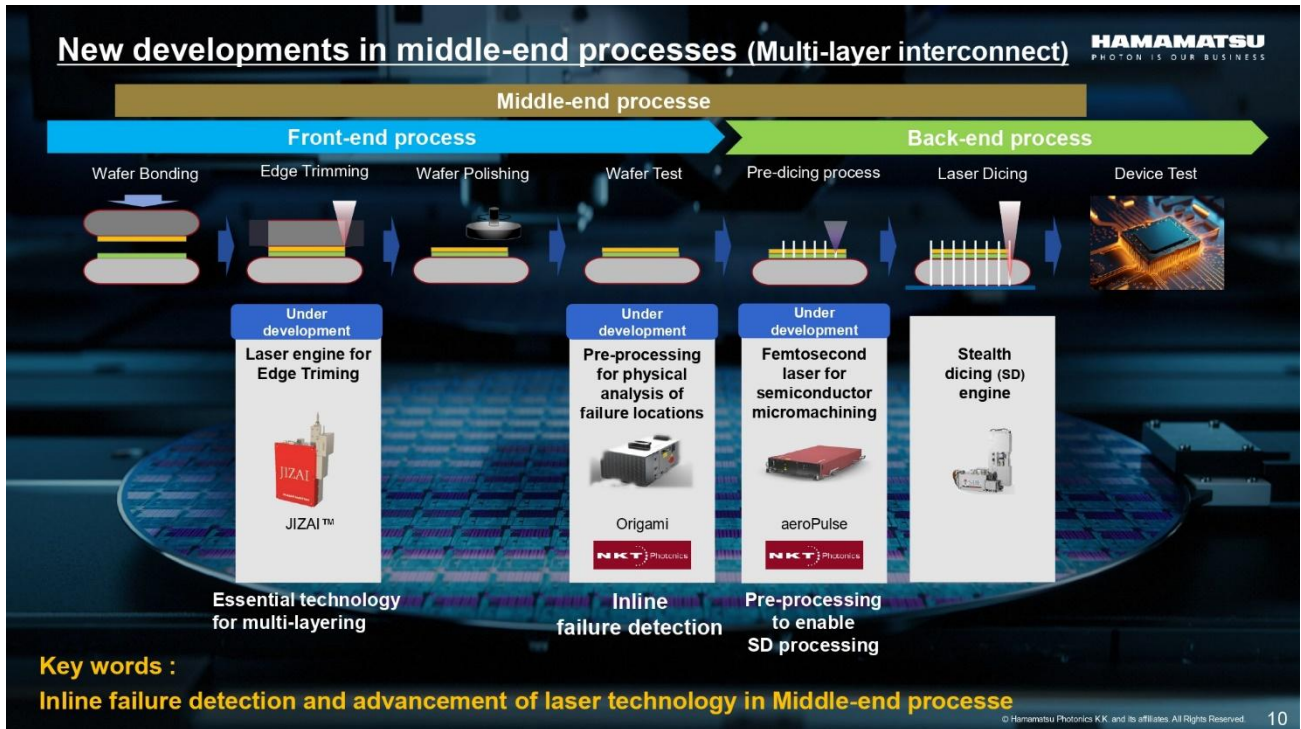 New developments in middle-end processes (Multi-layer interconnect)
HAMAMATSU
PHOTON IS OUR BUSINESS
Middle-end processe
Front-end process
Back-end process
Wafer Bonding
Edge Trimming
Wafer Polishing
Wafer Test
Pre-dicing process
Laser Dicing
Device Test
Under
development
Laser engine for
Edge Triming
JIZAI
JIZAI™
Essential technology
for multi-layering
Under
development
Pre-processing
for physical
analysis of
failure locations
Origami
NKT Photonics
Inline
failure detection
Under
development
Femtosecond
laser for
semiconductor
micromachining
aeroPulse
NKT Photonics
Pre-processing
to enable
SD processing
Stealth
dicing (SD)
engine
Key words :
Inline failure detection and advancement of laser technology in Middle-end processe
© Hamamatsu Photonics K.K. and its affiliates. All Rights Reserved.
10